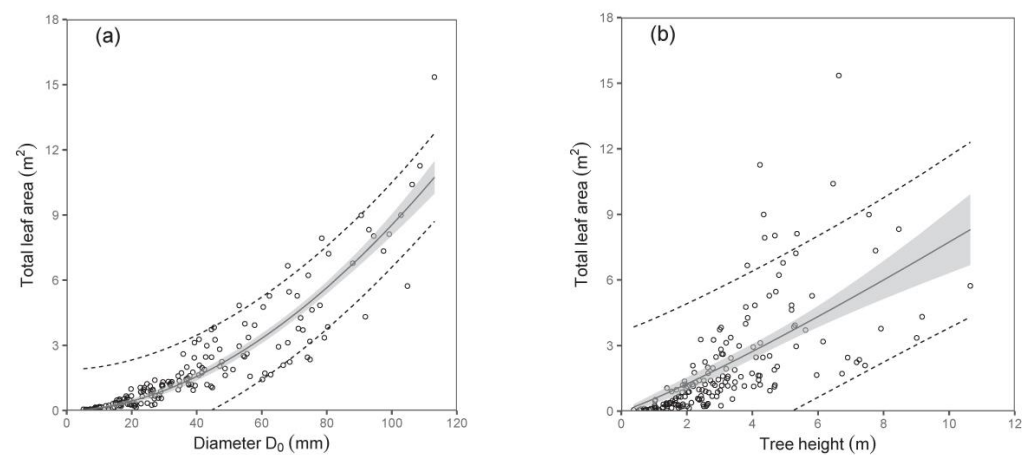 (a)
18
15
12
9
6
3
0
Total leaf area (m²)
0 20 40 60 80 100 120
Diameter D₀ (mm)
(b)
18
15
12
9
6
3
0
Total leaf area (m²)
0 2 4 6 8 10 12
Tree height (m)